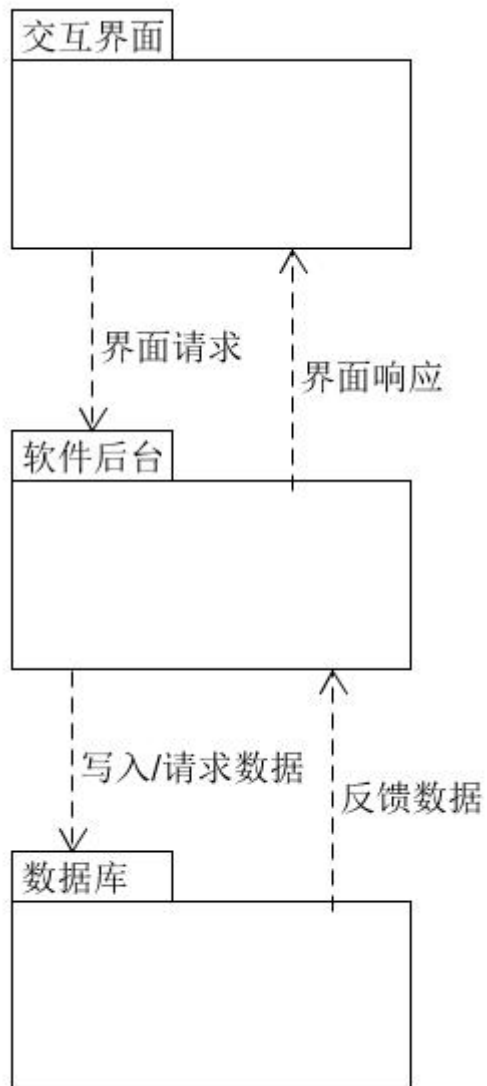 交互界面
界面请求
界面响应
软件后台
写入/请求数据
反馈数据
数据库